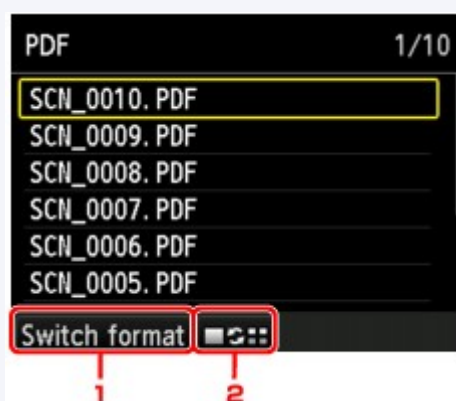 PDF 1/10
SCN_0010. PDF
SCN_0009. PDF
SCN_0008. PDF
SCN_0007. PDF
SCN_0006. PDF
SCN_0005. PDF
Switch format
1 2